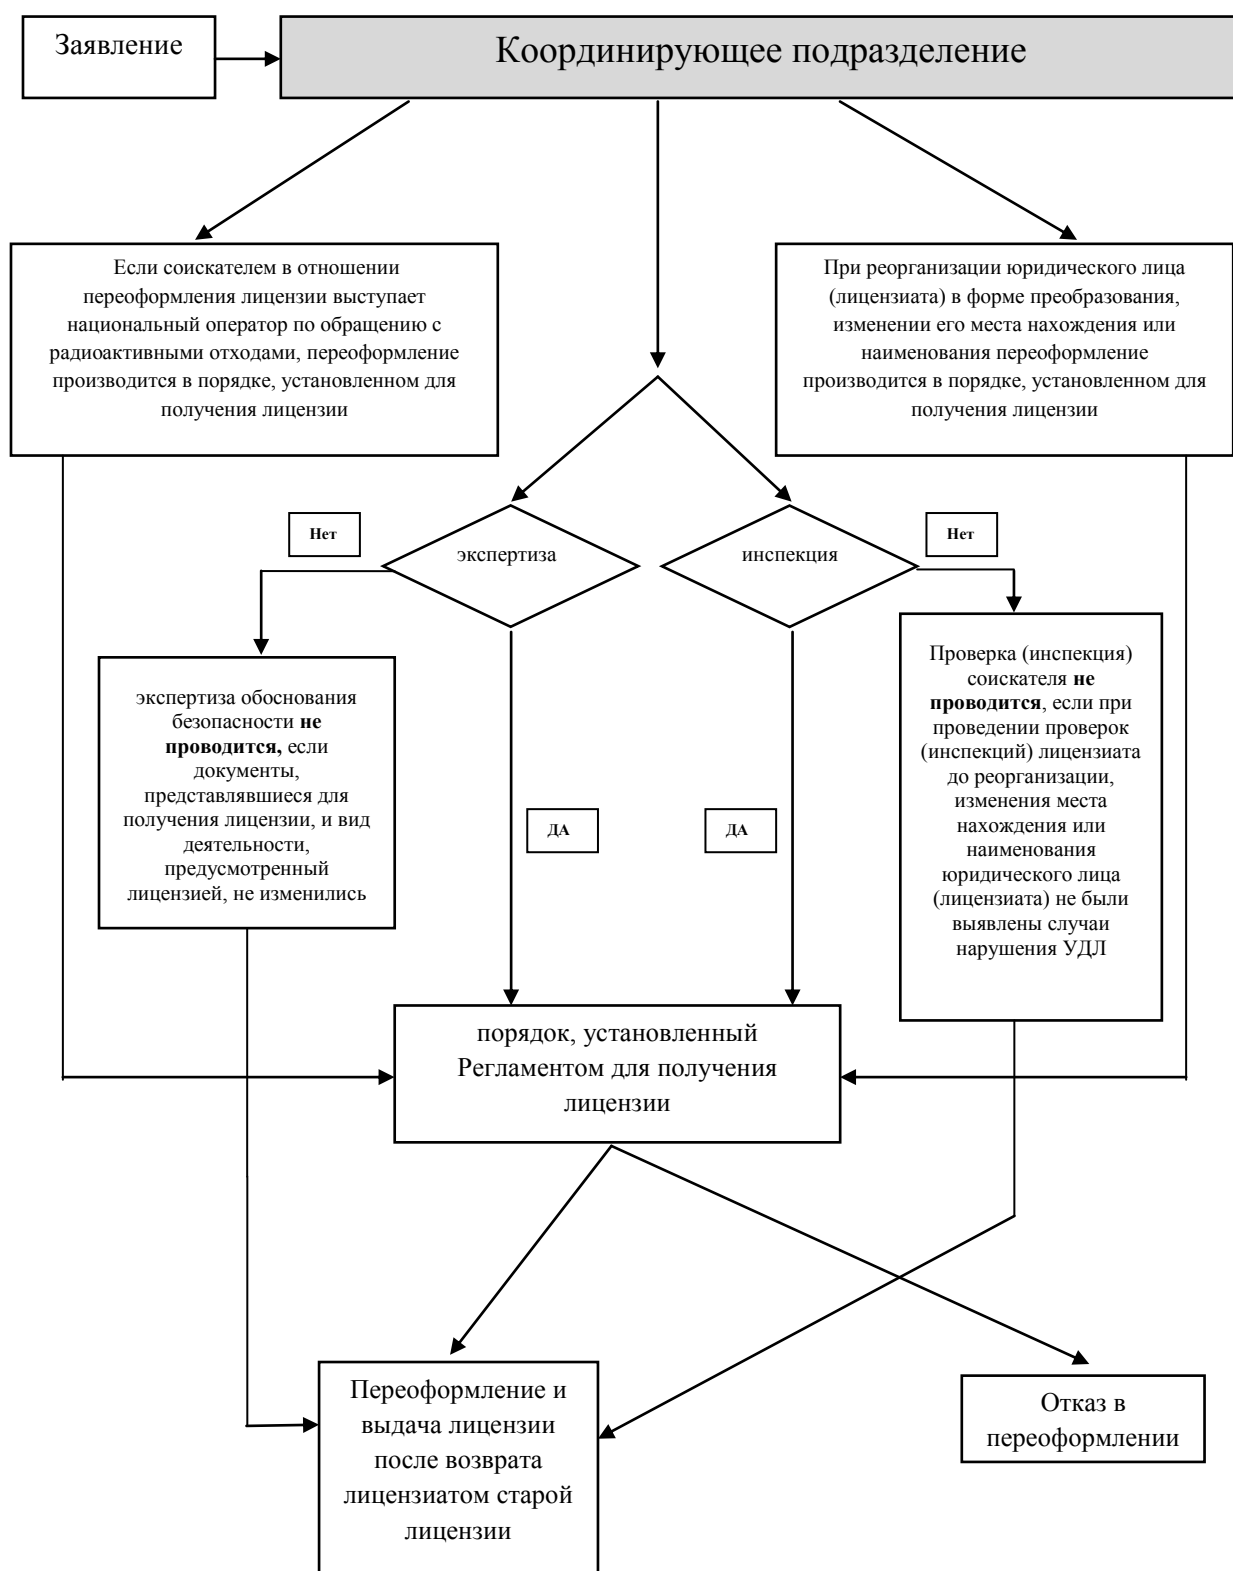 Заявление
Координирующее подразделение
Если соискателем в отношении
переоформления лицензии выступает
национальный оператор по обращению с
радиоактивными отходами, переоформление
производится в порядке, установленном для
получения лицензии
При реорганизации юридического лица
(лицензиата) в форме преобразования,
изменении его места нахождения или
наименования переоформление
производится в порядке, установленном для
получения лицензии
Нет
экспертиза
инспекция
Нет
экспертиза обоснования
безопасности не
проводится, если
документы,
представлявшиеся для
получения лицензии, и вид
деятельности,
предусмотренный
лицензией, не изменились
Проверка (инспекция)
соискателя не
проводится, если при
проведении проверок
(инспекций) лицензиата
до реорганизации,
изменения места
нахождения или
наименования
юридического лица
(лицензиата) не были
выявлены случаи
нарушения УДЛ
ДА
ДА
порядок, установленный
Регламентом для получения
лицензии
Переоформление и
выдача лицензии
после возврата
лицензиатом старой
лицензии
Отказ в
переоформлении